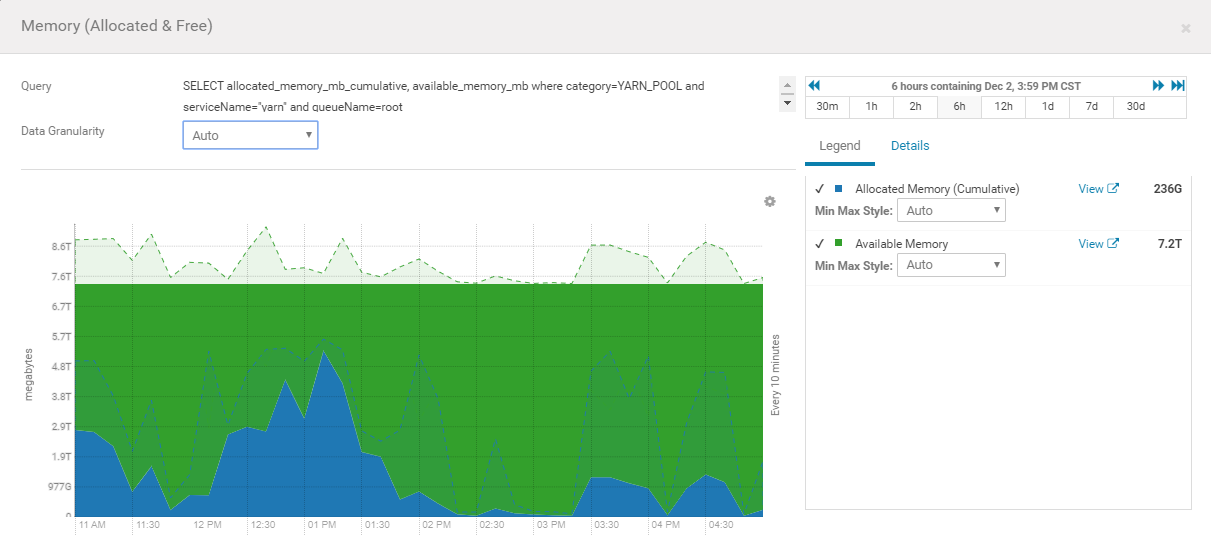 Memory (Allocated & Free)
Query
SELECT allocated_memory_mb_cumulative, available_memory_mb where category=YARN_POOL and
serviceName="yarn" and queueName=root
Data Granularity
Auto
6 hours containing Dec 2, 3:59 PM CST
30m 1h 2h 6h 12h 1d 7d 30d
Legend Details
✓ Allocated Memory (Cumulative) View 236G
Min Max Style: Auto
✓ Available Memory View 7.2T
Min Max Style: Auto
megabytes
8.6T
7.6T
6.7T
5.7T
4.8T
3.8T
2.9T
1.9T
977G
0
11 AM 11:30 12 PM 12:30 01 PM 01:30 02 PM 02:30 03 PM 03:30 04 PM 04:30
Every 10 minutes